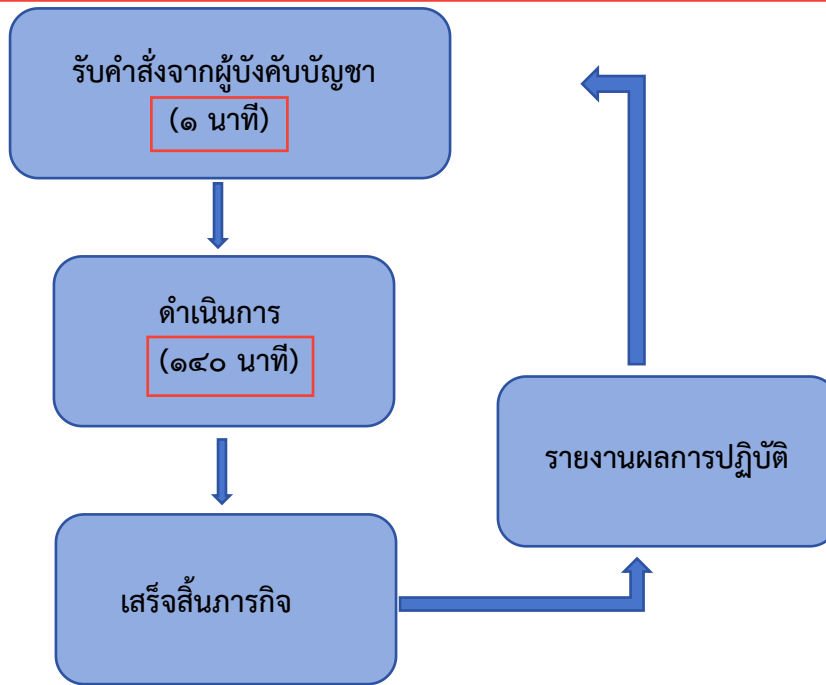 รับคำสั่งจากผู้บังคับบัญชา
(๑ นาที)
ดำเนินการ
(๑๔๐ นาที)
รายงานผลการปฏิบัติ
เสร็จสิ้นภารกิจ